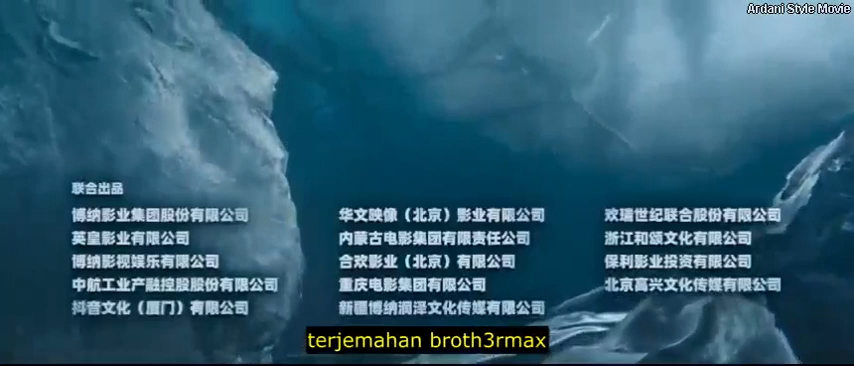 Ardani Style Movie
联合出品
博纳影业集团股份有限公司
英皇影业有限公司
博纳影视娱乐有限公司
中航工业产融控股股份有限公司
抖音文化（厦门）有限公司
华文映像（北京）影业有限公司
内蒙古电影集团有限责任公司
合欢影业（北京）有限公司
重庆电影集团有限公司
新疆博纳润泽文化传媒有限公司
欢瑞世纪联合股份有限公司
浙江和颂文化有限公司
保利影业投资有限公司
北京高兴文化传媒有限公司
terjemahan broth3rmax